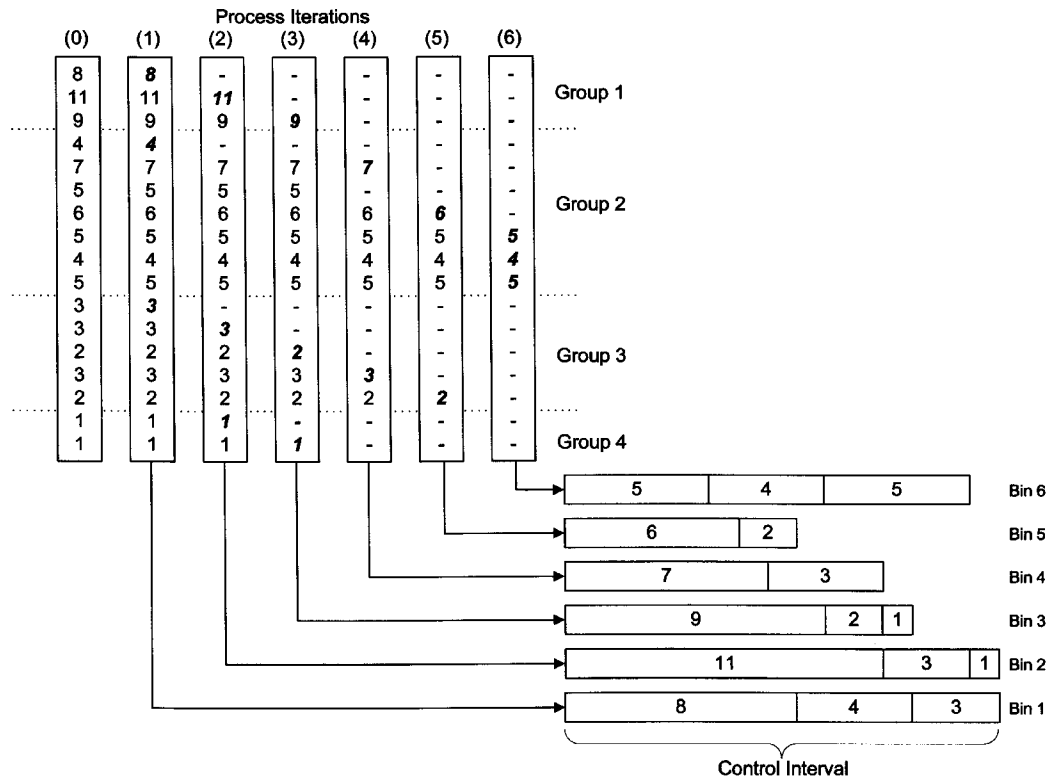 Process Iterations
(0) (1) (2) (3) (4) (5) (6)
8 8 - - - - -
11 11 11 - - - - Group 1
9 9 9 9 - - -
4 4 - - - - -
7 7 7 7 7 - -
5 5 5 5 - - -
6 6 6 6 6 6 - Group 2
5 5 5 5 5 5 5
4 4 4 4 4 4 4
5 5 5 5 5 5 5
3 3 - - - - -
3 3 3 - - - -
2 2 2 2 - - - Group 3
3 3 3 3 3 - -
2 2 2 2 2 2 -
1 1 1 - - - -
1 1 1 1 - - - Group 4
5 4 5 Bin 6
6 2 Bin 5
7 3 Bin 4
9 2 1 Bin 3
11 3 1 Bin 2
8 4 3 Bin 1
Control Interval